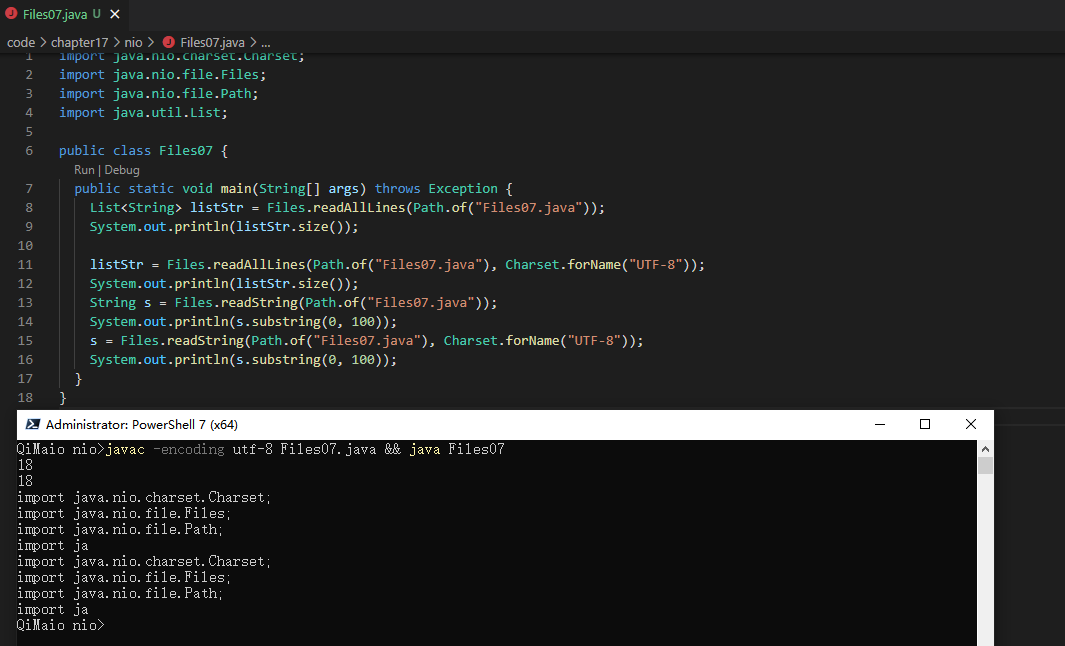 Files07.java U
code > chapter17 > nio > Files07.java > ...
1 import java.nio.charset.Charset;
2 import java.nio.file.Files;
3 import java.nio.file.Path;
4 import java.util.List;
5
6 public class Files07 {
Run | Debug
7 public static void main(String[] args) throws Exception {
8 List<String> listStr = Files.readAllLines(Path.of("Files07.java"));
9 System.out.println(listStr.size());
10
11 listStr = Files.readAllLines(Path.of("Files07.java"), Charset.forName("UTF-8"));
12 System.out.println(listStr.size());
13 String s = Files.readString(Path.of("Files07.java"));
14 System.out.println(s.substring(0, 100));
15 s = Files.readString(Path.of("Files07.java"), Charset.forName("UTF-8"));
16 System.out.println(s.substring(0, 100));
17 }
18 }
Administrator: PowerShell 7 (x64)
QiMaio nio>javac -encoding utf-8 Files07.java && java Files07
18
18
import java.nio.charset.Charset;
import java.nio.file.Files;
import java.nio.file.Path;
import ja
import java.nio.charset.Charset;
import java.nio.file.Files;
import java.nio.file.Path;
import ja
QiMaio nio>